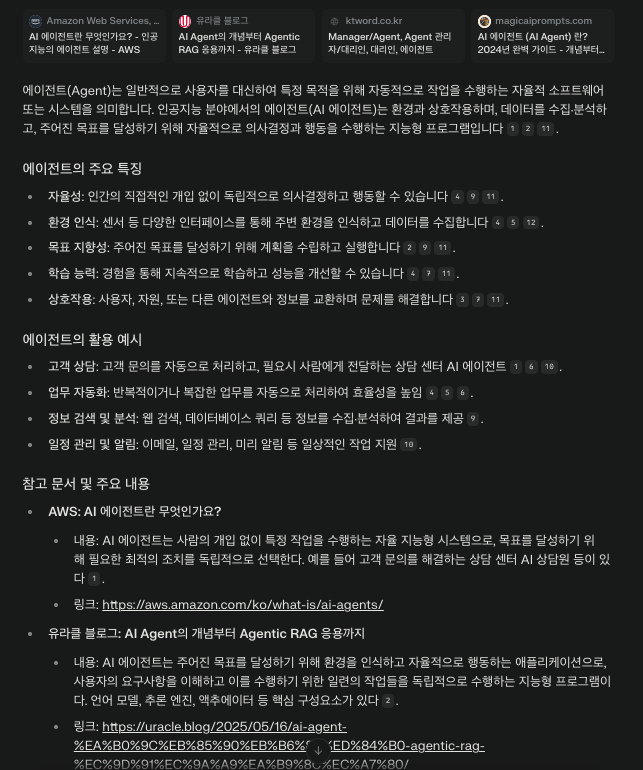 Amazon Web Services, ...
AI 에이전트란 무엇인가요? - 인공
지능의 에이전트 설명 - AWS
유라클 블로그
AI Agent의 개념부터 Agentic
RAG 응용까지 - 유라클 블로그
ktword.co.kr
Manager/Agent, Agent 관리
자/대리인, 대리인, 에이전트
magicaiprompts.com
AI 에이전트 (AI Agent) 란?
2024년 완벽 가이드 - 개념부터...
에이전트(Agent)는 일반적으로 사용자를 대신하여 특정 목적을 위해 자동적으로 작업을 수행하는 자율적 소프트웨어
또는 시스템을 의미합니다. 인공지능 분야에서의 에이전트(AI 에이전트)는 환경과 상호작용하며, 데이터를 수집·분석하
고, 주어진 목표를 달성하기 위해 자율적으로 의사결정과 행동을 수행하는 지능형 프로그램입니다 1 2 11 .
에이전트의 주요 특징
• 자율성: 인간의 직접적인 개입 없이 독립적으로 의사결정하고 행동할 수 있습니다 4 9 11 .
• 환경 인식: 센서 등 다양한 인터페이스를 통해 주변 환경을 인식하고 데이터를 수집합니다 4 5 12 .
• 목표 지향성: 주어진 목표를 달성하기 위해 계획을 수립하고 실행합니다 2 9 11 .
• 학습 능력: 경험을 통해 지속적으로 학습하고 성능을 개선할 수 있습니다 4 7 11 .
• 상호작용: 사용자, 자원, 또는 다른 에이전트와 정보를 교환하며 문제를 해결합니다 3 7 11 .
에이전트의 활용 예시
• 고객 상담: 고객 문의를 자동으로 처리하고, 필요시 사람에게 전달하는 상담 센터 AI 에이전트 1 6 10 .
• 업무 자동화: 반복적이거나 복잡한 업무를 자동으로 처리하여 효율성을 높임 4 5 6 .
• 정보 검색 및 분석: 웹 검색, 데이터베이스 쿼리 등 정보를 수집·분석하여 결과를 제공 9 .
• 일정 관리 및 알림: 이메일, 일정 관리, 미리 알림 등 일상적인 작업 지원 10 .
참고 문서 및 주요 내용
• AWS: AI 에이전트란 무엇인가요?
• 내용: AI 에이전트는 사람의 개입 없이 특정 작업을 수행하는 자율 지능형 시스템으로, 목표를 달성하기 위
해 필요한 최적의 조치를 독립적으로 선택한다. 예를 들어 고객 문의를 해결하는 상담 센터 AI 상담원 등이 있
다 1 .
• 링크: https://aws.amazon.com/ko/what-is/ai-agents/
• 유라클 블로그: AI Agent의 개념부터 Agentic RAG 응용까지
• 내용: AI 에이전트는 주어진 목표를 달성하기 위해 환경을 인식하고 자율적으로 행동하는 애플리케이션으로,
사용자의 요구사항을 이해하고 이를 수행하기 위한 일련의 작업들을 독립적으로 수행하는 지능형 프로그램이
다. 언어 모델, 추론 엔진, 액추에이터 등 핵심 구성요소가 있다 2 .
• 링크: https://uracle.blog/2025/05/16/ai-agent-
%EA%B0%9C%EB%85%90%EB%B6% ED%84%B0-agentic-rag-
%EC%9D%91%EC%9A%A9%EA%B9%8C%EC%A7%80/